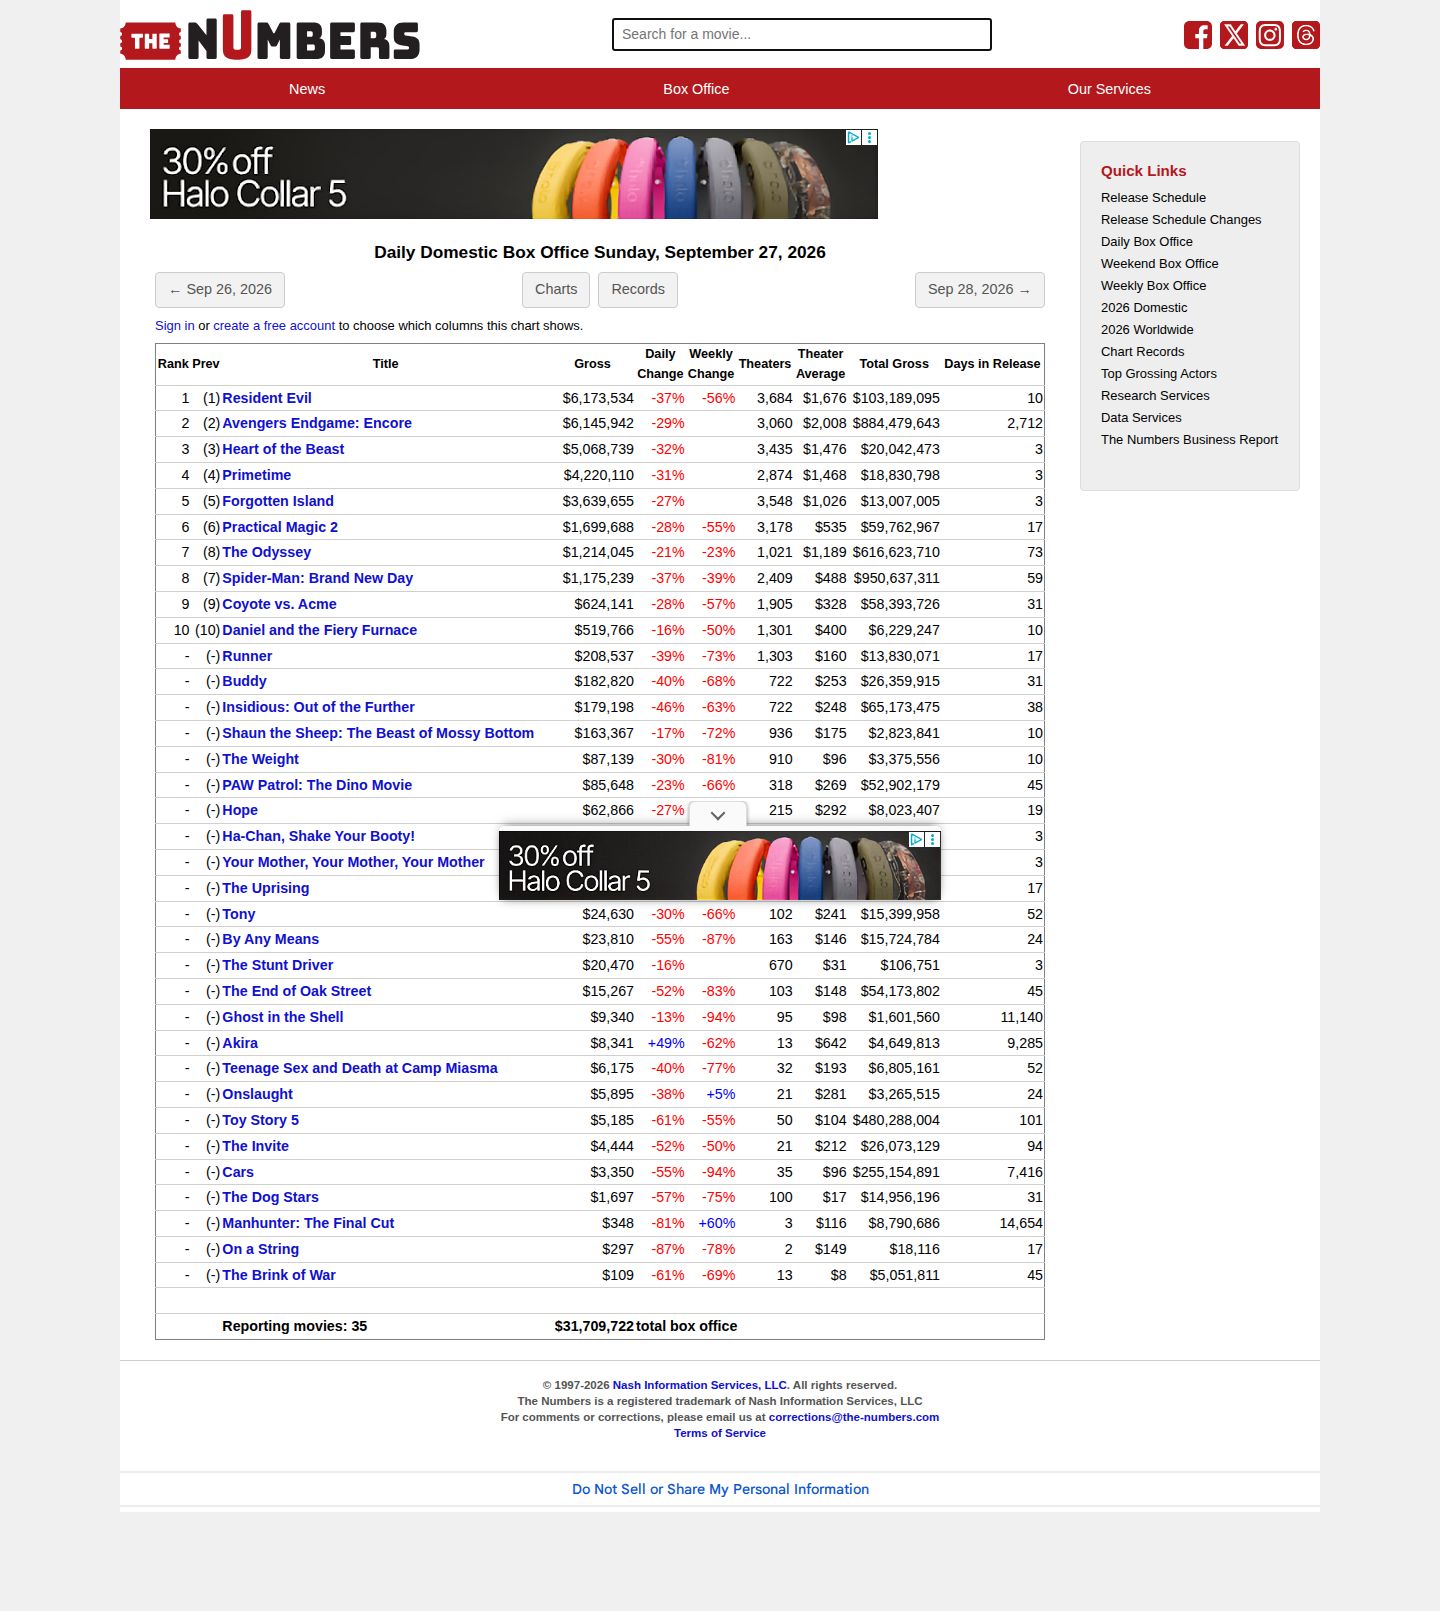 THE NUMBERS
Search for a movie...
News Box Office Our Services
30% off
Halo Collar 5
Daily Domestic Box Office Sunday, September 27, 2026
← Sep 26, 2026 Charts Records Sep 28, 2026 →
Sign in or create a free account to choose which columns this chart shows.
Rank Prev Title Gross Daily Change Weekly Change Theaters Theater Average Total Gross Days in Release
1 (1) Resident Evil $6,173,534 -37% -56% 3,684 $1,676 $103,189,095 10
2 (2) Avengers Endgame: Encore $6,145,942 -29% 3,060 $2,008 $884,479,643 2,712
3 (3) Heart of the Beast $5,068,739 -32% 3,435 $1,476 $20,042,473 3
4 (4) Primetime $4,220,110 -31% 2,874 $1,468 $18,830,798 3
5 (5) Forgotten Island $3,639,655 -27% 3,548 $1,026 $13,007,005 3
6 (6) Practical Magic 2 $1,699,688 -28% -55% 3,178 $535 $59,762,967 17
7 (8) The Odyssey $1,214,045 -21% -23% 1,021 $1,189 $616,623,710 73
8 (7) Spider-Man: Brand New Day $1,175,239 -37% -39% 2,409 $488 $950,637,311 59
9 (9) Coyote vs. Acme $624,141 -28% -57% 1,905 $328 $58,393,726 31
10 (10) Daniel and the Fiery Furnace $519,766 -16% -50% 1,301 $400 $6,229,247 10
- (-) Runner $208,537 -39% -73% 1,303 $160 $13,830,071 17
- (-) Buddy $182,820 -40% -68% 722 $253 $26,359,915 31
- (-) Insidious: Out of the Further $179,198 -46% -63% 722 $248 $65,173,475 38
- (-) Shaun the Sheep: The Beast of Mossy Bottom $163,367 -17% -72% 936 $175 $2,823,841 10
- (-) The Weight $87,139 -30% -81% 910 $96 $3,375,556 10
- (-) PAW Patrol: The Dino Movie $85,648 -23% -66% 318 $269 $52,902,179 45
- (-) Hope $62,866 -27% 215 $292 $8,023,407 19
- (-) Ha-Chan, Shake Your Booty! 3
- (-) Your Mother, Your Mother, Your Mother 3
- (-) The Uprising 17
30% off
Halo Collar 5
- (-) Tony $24,630 -30% -66% 102 $241 $15,399,958 52
- (-) By Any Means $23,810 -55% -87% 163 $146 $15,724,784 24
- (-) The Stunt Driver $20,470 -16% 670 $31 $106,751 3
- (-) The End of Oak Street $15,267 -52% -83% 103 $148 $54,173,802 45
- (-) Ghost in the Shell $9,340 -13% -94% 95 $98 $1,601,560 11,140
- (-) Akira $8,341 +49% -62% 13 $642 $4,649,813 9,285
- (-) Teenage Sex and Death at Camp Miasma $6,175 -40% -77% 32 $193 $6,805,161 52
- (-) Onslaught $5,895 -38% +5% 21 $281 $3,265,515 24
- (-) Toy Story 5 $5,185 -61% -55% 50 $104 $480,288,004 101
- (-) The Invite $4,444 -52% -50% 21 $212 $26,073,129 94
- (-) Cars $3,350 -55% -94% 35 $96 $255,154,891 7,416
- (-) The Dog Stars $1,697 -57% -75% 100 $17 $14,956,196 31
- (-) Manhunter: The Final Cut $348 -81% +60% 3 $116 $8,790,686 14,654
- (-) On a String $297 -87% -78% 2 $149 $18,116 17
- (-) The Brink of War $109 -61% -69% 13 $8 $5,051,811 45
Reporting movies: 35 $31,709,722 total box office
Quick Links
Release Schedule
Release Schedule Changes
Daily Box Office
Weekend Box Office
Weekly Box Office
2026 Domestic
2026 Worldwide
Chart Records
Top Grossing Actors
Research Services
Data Services
The Numbers Business Report
© 1997-2026 Nash Information Services, LLC. All rights reserved.
The Numbers is a registered trademark of Nash Information Services, LLC
For comments or corrections, please email us at corrections@the-numbers.com
Terms of Service
Do Not Sell or Share My Personal Information